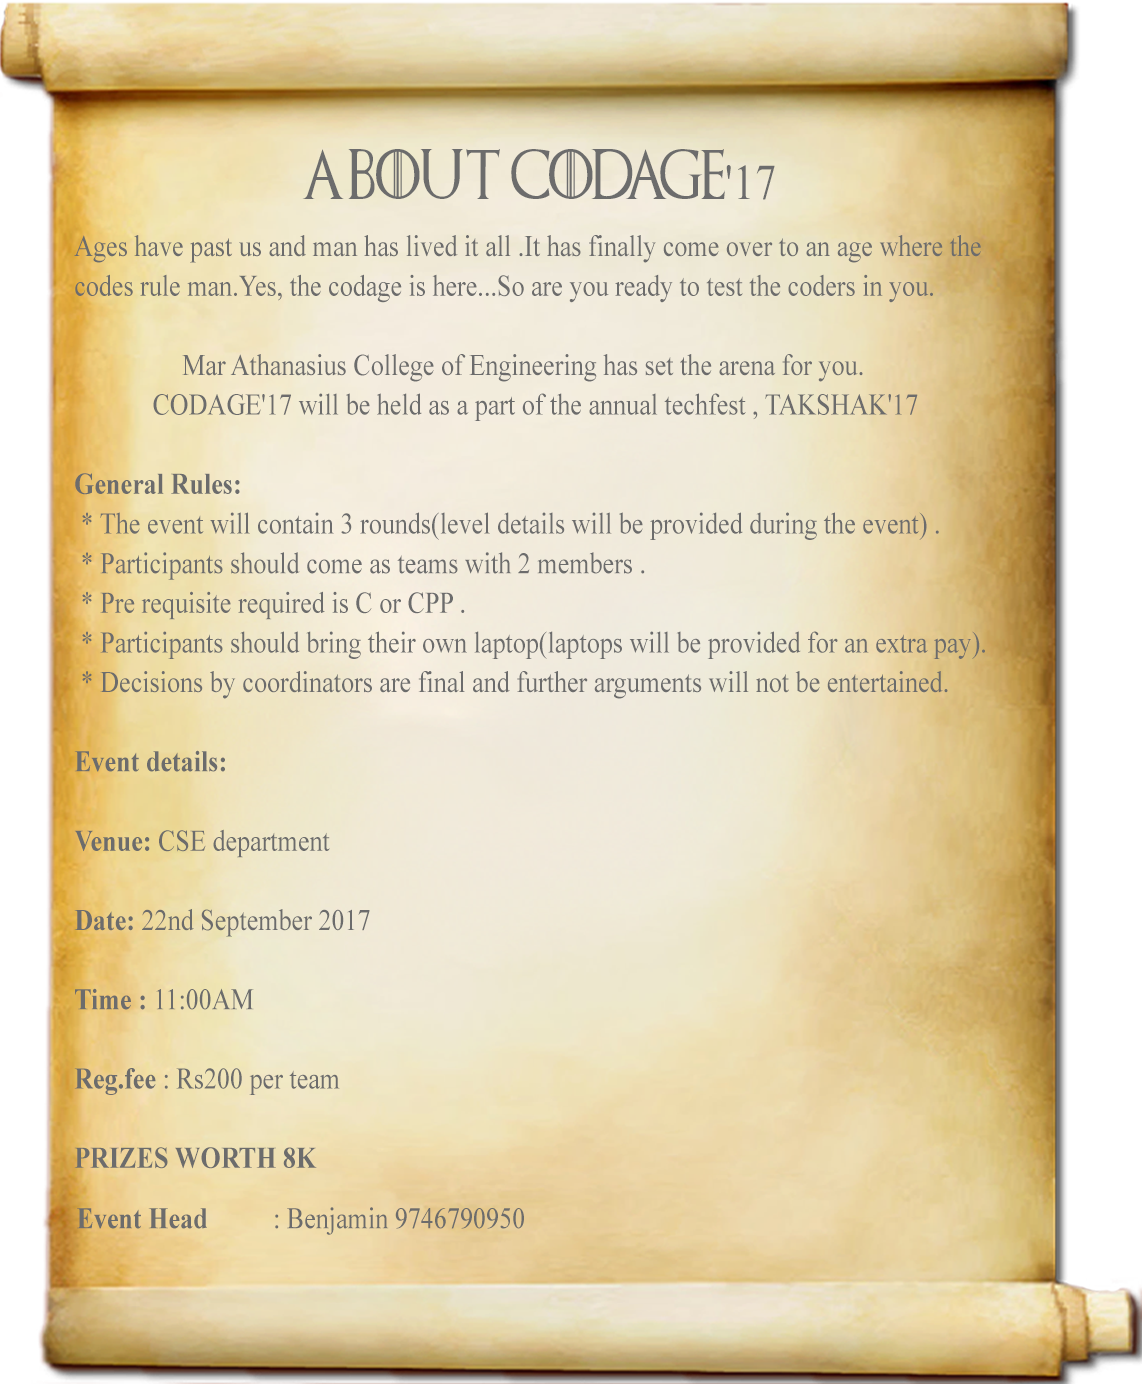 ABOUT CODAGE'17
Ages have past us and man has lived it all .It has finally come over to an age where the
codes rule man.Yes, the codage is here...So are you ready to test the coders in you.
Mar Athanasius College of Engineering has set the arena for you.
CODAGE'17 will be held as a part of the annual techfest , TAKSHAK'17
General Rules:
* The event will contain 3 rounds(level details will be provided during the event) .
* Participants should come as teams with 2 members .
* Pre requisite required is C or CPP .
* Participants should bring their own laptop(laptops will be provided for an extra pay).
* Decisions by coordinators are final and further arguments will not be entertained.
Event details:
Venue: CSE department
Date: 22nd September 2017
Time : 11:00AM
Reg.fee : Rs200 per team
PRIZES WORTH 8K
Event Head : Benjamin 9746790950